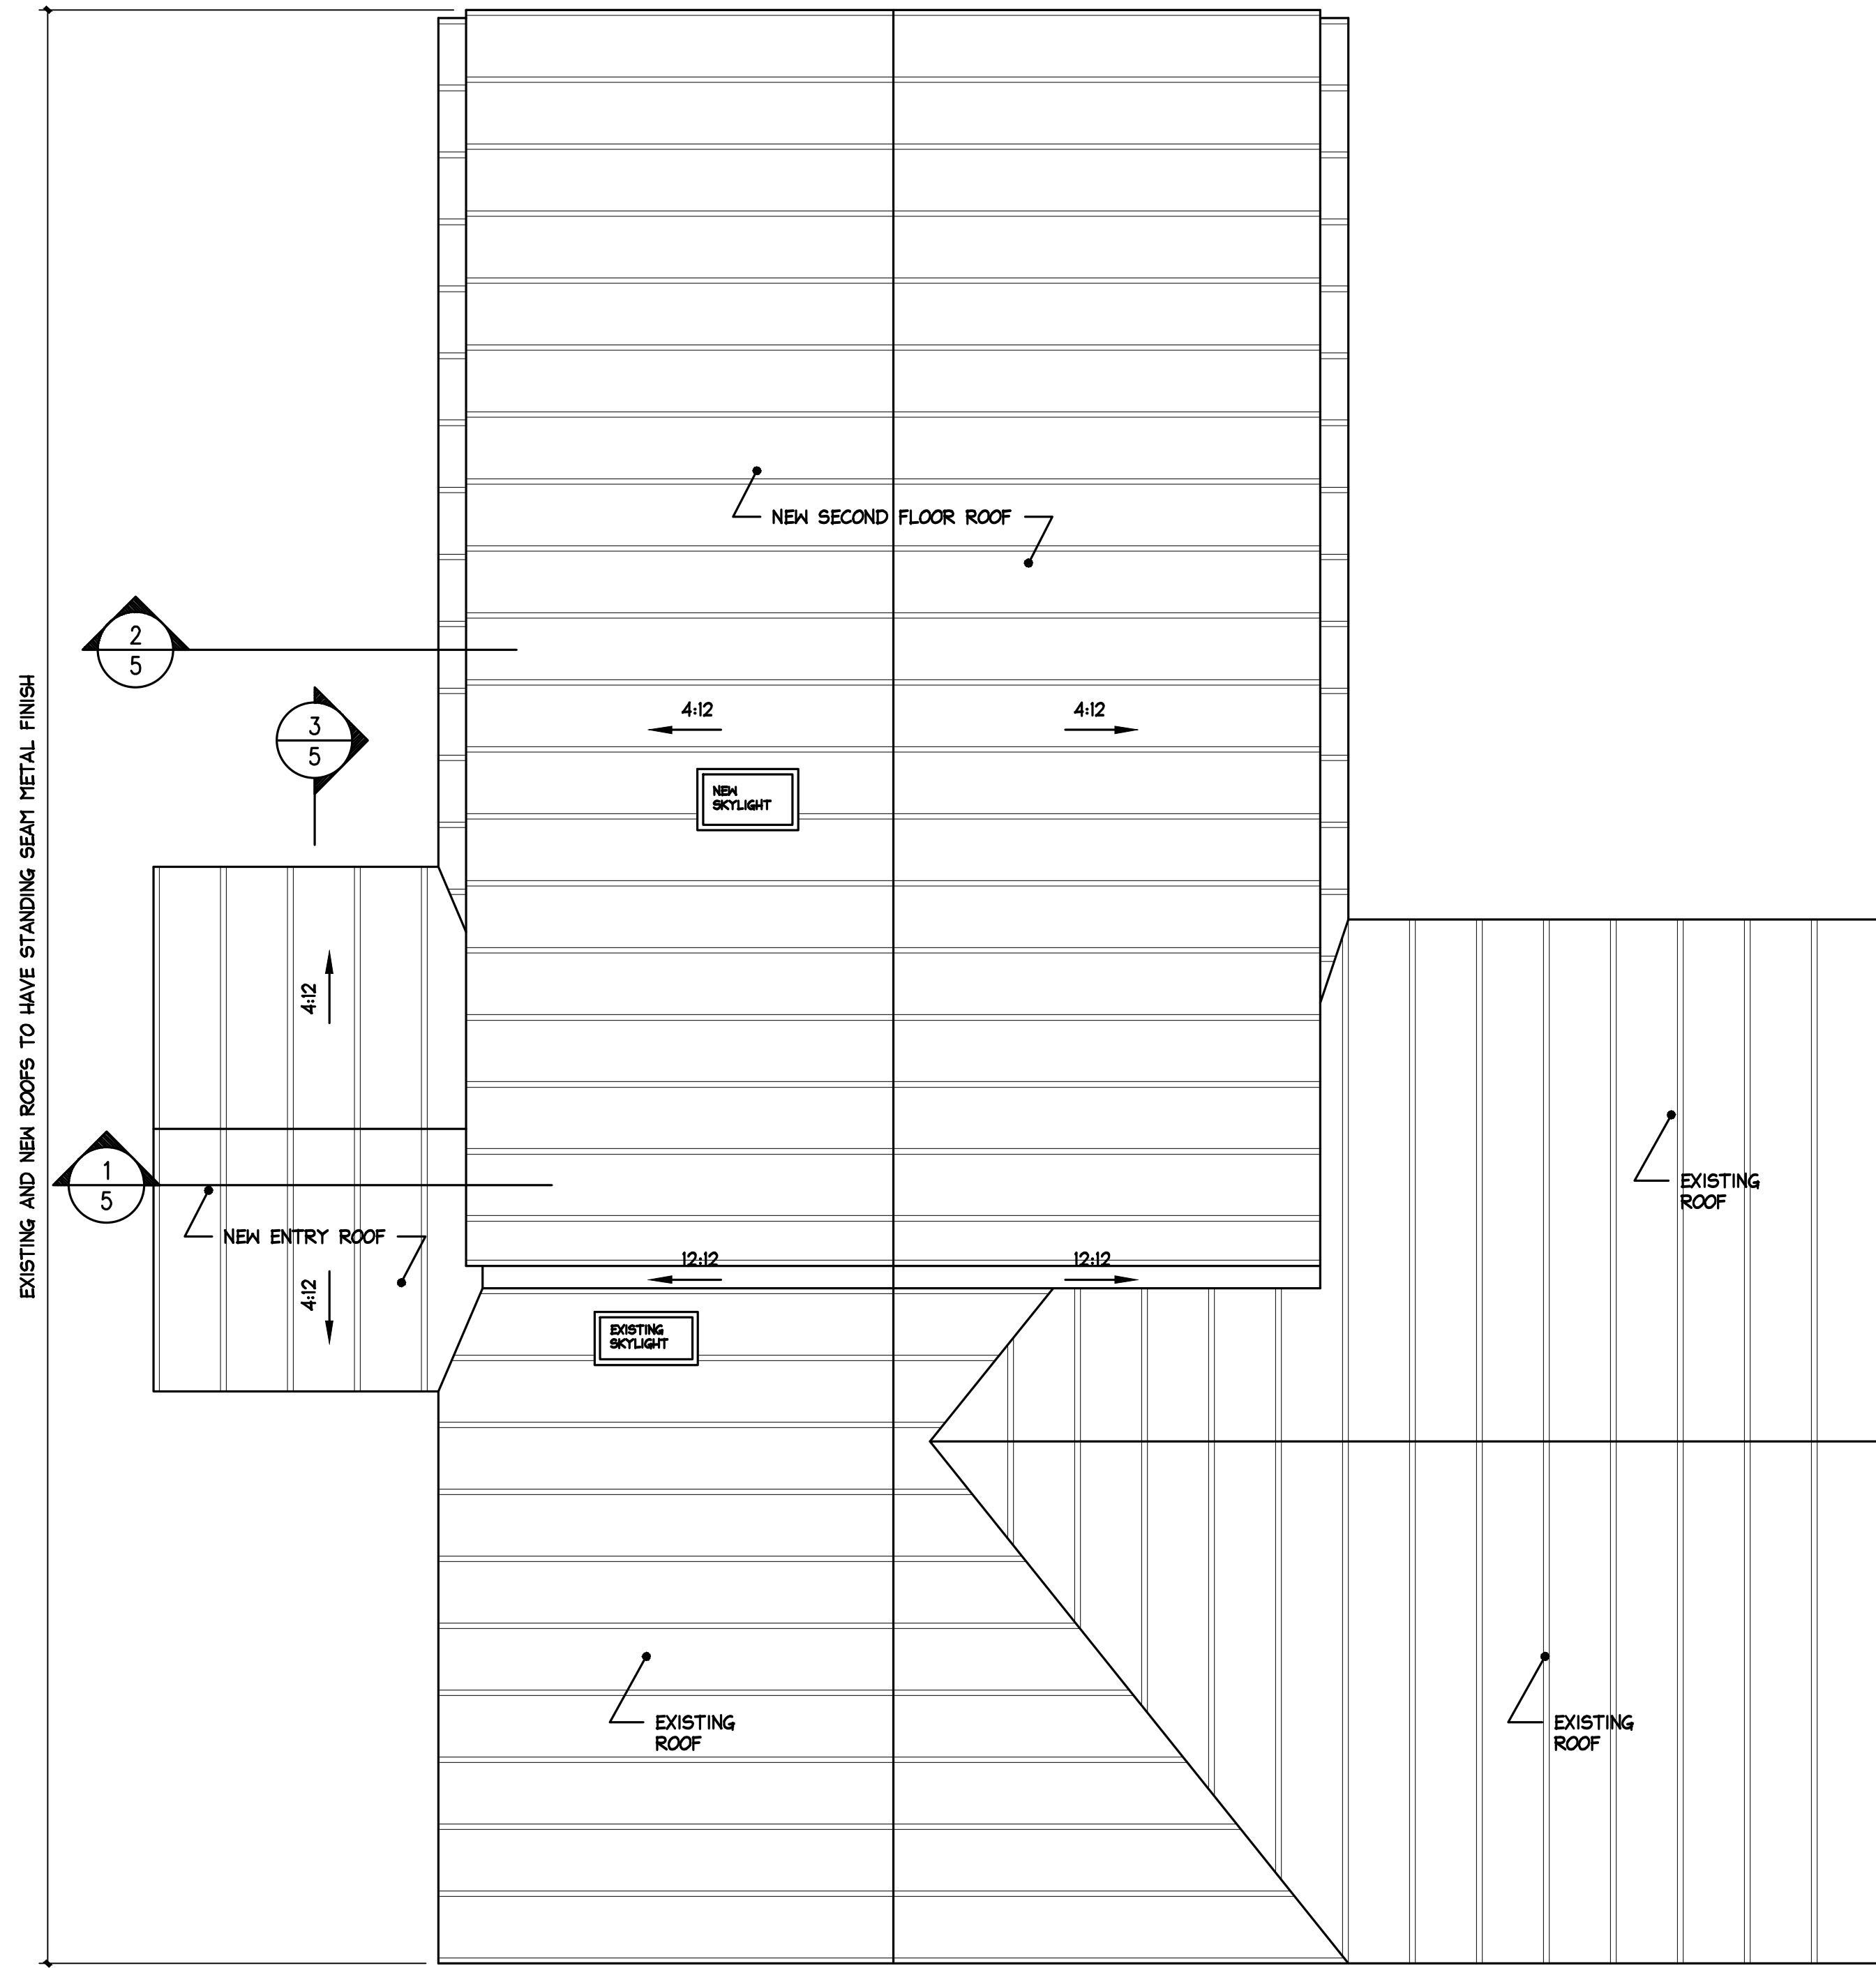 EXISTING AND NEW ROOFS TO HAVE STANDING SEAM METAL FINISH
NEW SECOND FLOOR ROOF
2
5
3
5
4:12
4:12
NEW
SKYLIGHT
4:12
1
5
NEW ENTRY ROOF
4:12
EXISTING
ROOF
12:12
12:12
EXISTING
SKYLIGHT
EXISTING
ROOF
EXISTING
ROOF